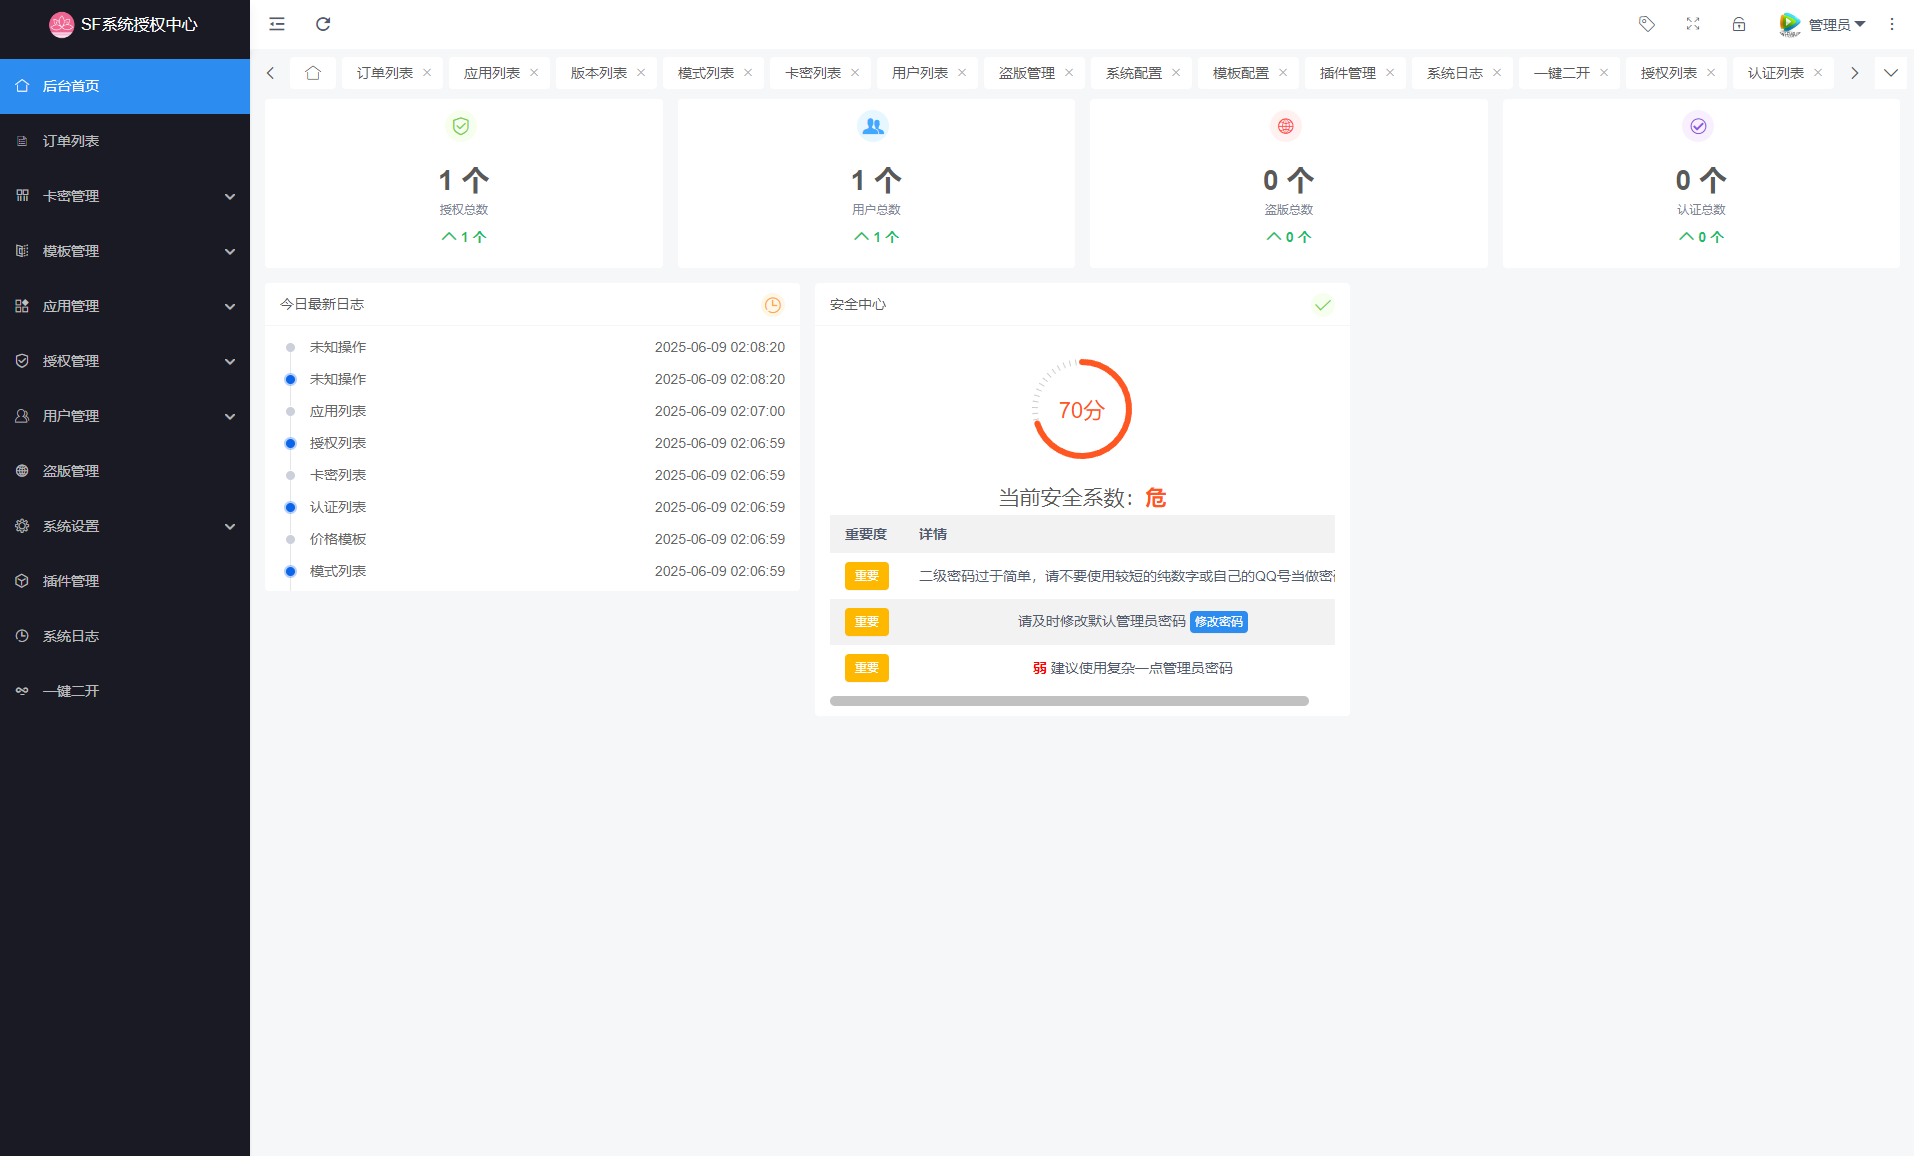 SF系统授权中心
管理员
后台首页
订单列表
卡密管理
模板管理
应用管理
授权管理
用户管理
盗版管理
系统设置
插件管理
系统日志
一键二开
订单列表 应用列表 版本列表 模式列表 卡密列表 用户列表 盗版管理 系统配置 模板配置 插件管理 系统日志 一键二开 授权列表 认证列表
1 个
授权总数
1 个
1 个
用户总数
1 个
0 个
盗版总数
0 个
0 个
认证总数
0 个
今日最新日志
未知操作 2025-06-09 02:08:20
未知操作 2025-06-09 02:08:20
应用列表 2025-06-09 02:07:00
授权列表 2025-06-09 02:06:59
卡密列表 2025-06-09 02:06:59
认证列表 2025-06-09 02:06:59
价格模板 2025-06-09 02:06:59
模式列表 2025-06-09 02:06:59
安全中心
70分
当前安全系数：危
重要度 详情
重要 二级密码过于简单，请不要使用较短的纯数字或自己的QQ号当做密
重要 请及时修改默认管理员密码 修改密码
重要 弱 建议使用复杂一点管理员密码